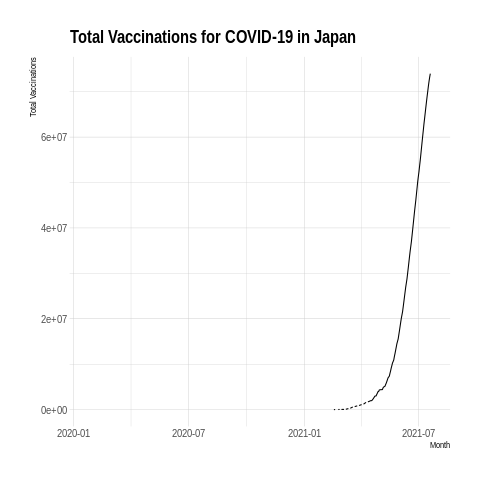 Total Vaccinations for COVID-19 in Japan
Total Vaccinations
6e+07
4e+07
2e+07
0e+00
2020-01 2020-07 2021-01 2021-07
Month